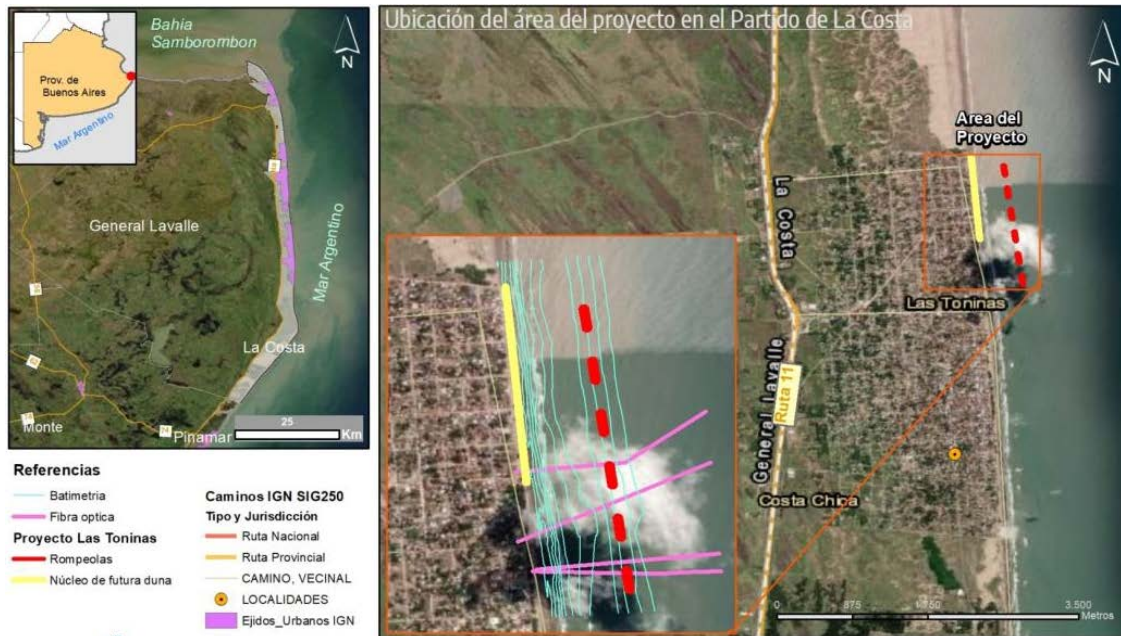 Bahia
Samborombon
N
Prov. de
Buenos Aires
Mar Argentino
General Lavalle
Mar Argentino
La Costa
Monte
Pinamar
25
Km
Referencias
Batimetria
Fibra optica
Proyecto Las Toninas
Rompeolas
Núcleo de futura duna
Caminos IGN SIG250
Tipo y Jurisdicción
Ruta Nacional
Ruta Provincial
CAMINO, VECINAL
LOCALIDADES
Ejidos_Urbanos IGN
Ubicación del área del proyecto en el Partido de La Costa
N
Area del
Proyecto
La Costa
Las Toninas
General Lavalle
Ruta 11
Costa Chica
0 875 1.750 3.500
Metros